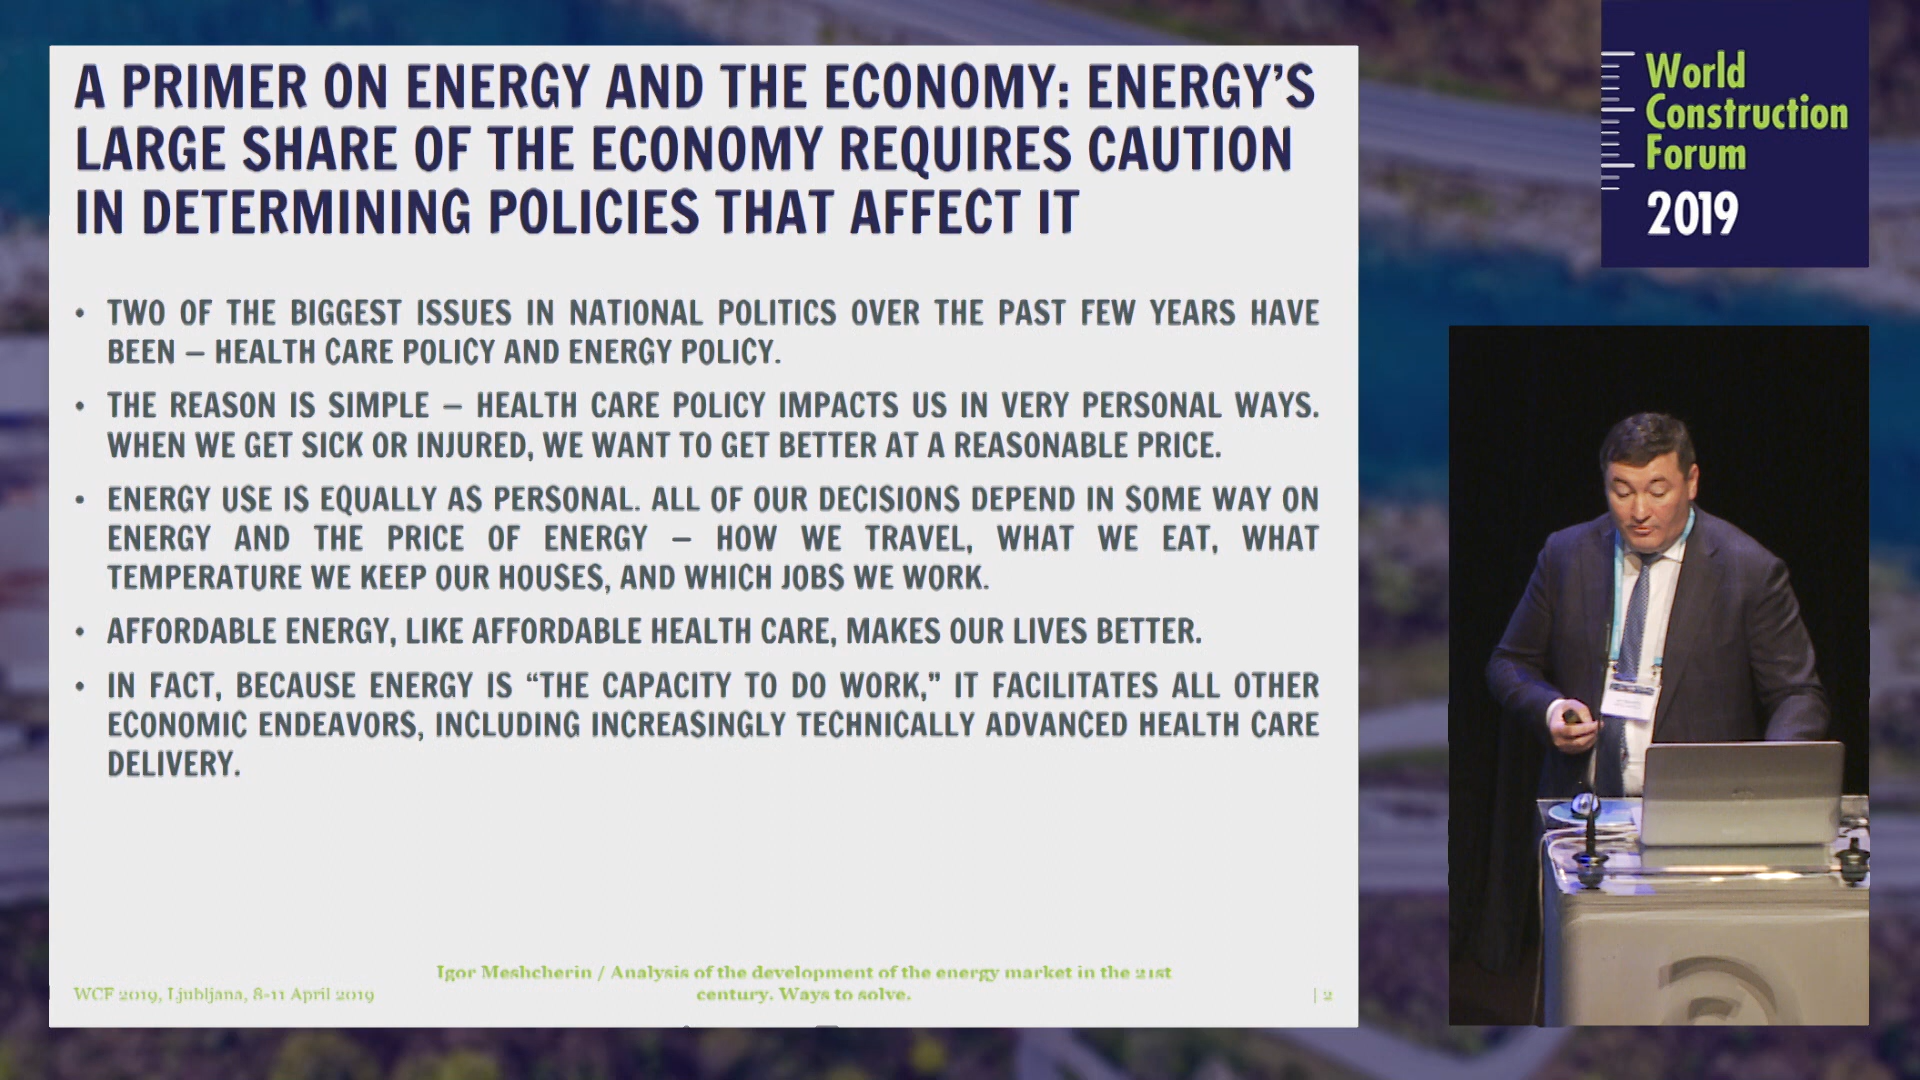 A PRIMER ON ENERGY AND THE ECONOMY: ENERGY’S
LARGE SHARE OF THE ECONOMY REQUIRES CAUTION
IN DETERMINING POLICIES THAT AFFECT IT
• TWO OF THE BIGGEST ISSUES IN NATIONAL POLITICS OVER THE PAST FEW YEARS HAVE
BEEN – HEALTH CARE POLICY AND ENERGY POLICY.
• THE REASON IS SIMPLE – HEALTH CARE POLICY IMPACTS US IN VERY PERSONAL WAYS.
WHEN WE GET SICK OR INJURED, WE WANT TO GET BETTER AT A REASONABLE PRICE.
• ENERGY USE IS EQUALLY AS PERSONAL. ALL OF OUR DECISIONS DEPEND IN SOME WAY ON
ENERGY AND THE PRICE OF ENERGY – HOW WE TRAVEL, WHAT WE EAT, WHAT
TEMPERATURE WE KEEP OUR HOUSES, AND WHICH JOBS WE WORK.
• AFFORDABLE ENERGY, LIKE AFFORDABLE HEALTH CARE, MAKES OUR LIVES BETTER.
• IN FACT, BECAUSE ENERGY IS “THE CAPACITY TO DO WORK,” IT FACILITATES ALL OTHER
ECONOMIC ENDEAVORS, INCLUDING INCREASINGLY TECHNICALLY ADVANCED HEALTH CARE
DELIVERY.
WCF 2019, Ljubljana, 8-11 April 2019
Igor Meshcherin / Analysis of the development of the energy market in the 21st
century. Ways to solve.
| 2
World
Construction
Forum
2019